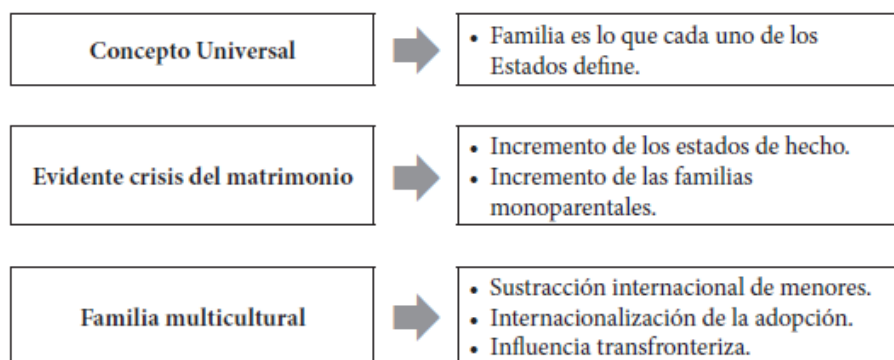 Concepto Universal
• Familia es lo que cada uno de los
Estados define.
Evidente crisis del matrimonio
• Incremento de los estados de hecho.
• Incremento de las familias
monoparentales.
Familia multicultural
• Sustracción internacional de menores.
• Internacionalización de la adopción.
• Influencia transfronteriza.